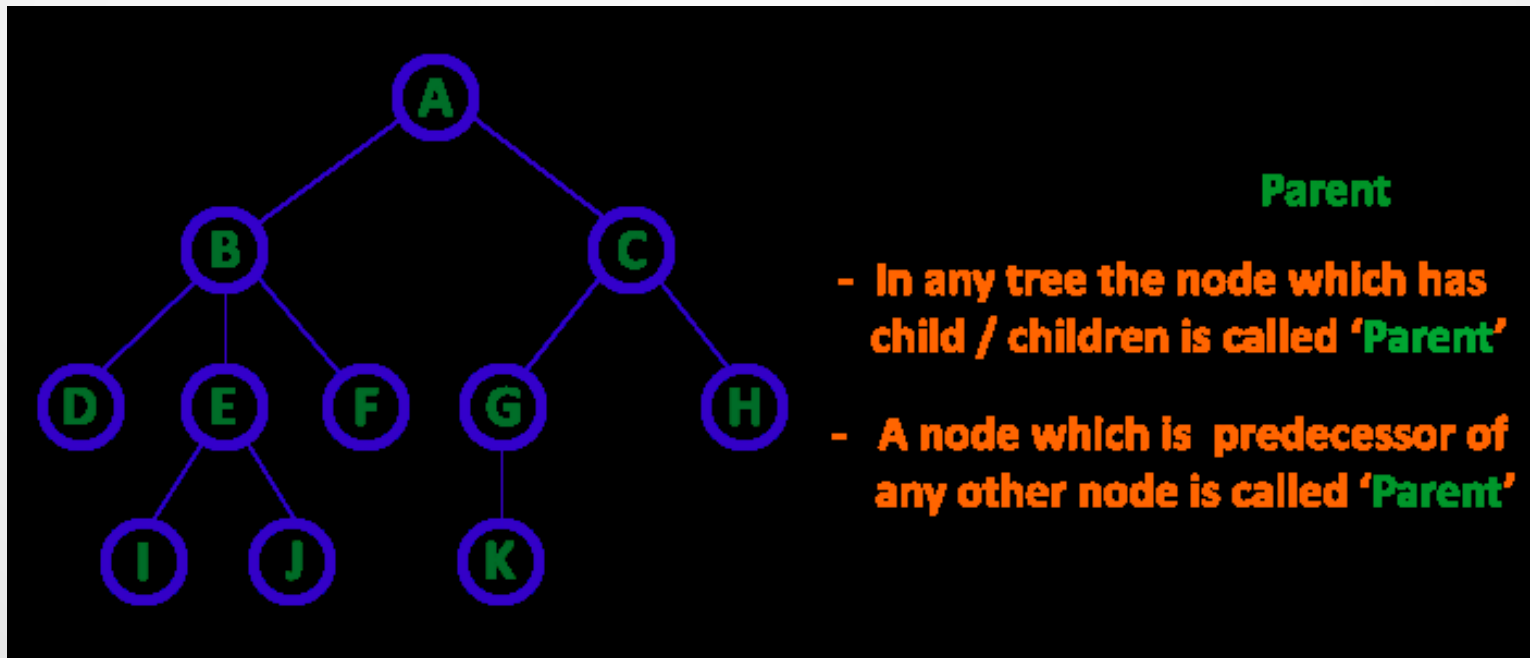 A
B
C
D
E
F
G
H
I
J
K
Parent
- In any tree the node which has
child / children is called ‘Parent’
- A node which is predecessor of
any other node is called ‘Parent’